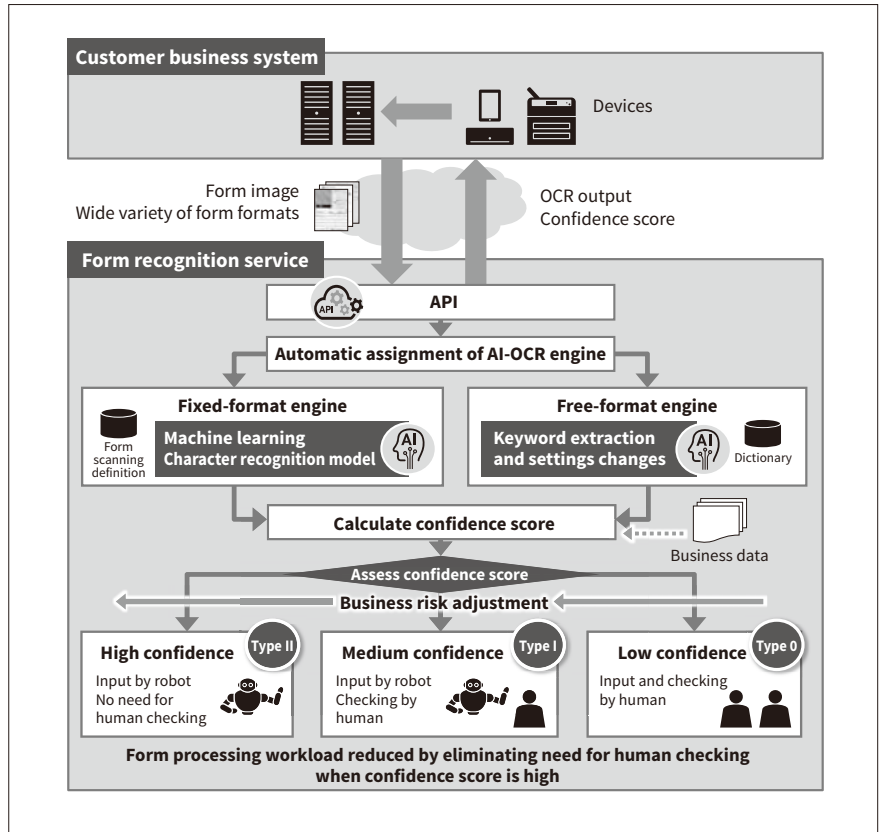 Customer business system
Devices
Form image
Wide variety of form formats
OCR output
Confidence score
Form recognition service
API
API
Automatic assignment of AI-OCR engine
Fixed-format engine
Form
scanning
definition
Machine learning
Character recognition model
AI
Free-format engine
Keyword extraction
and settings changes
AI
Dictionary
Calculate confidence score
Business data
Assess confidence score
Business risk adjustment
High confidence
Type II
Input by robot
No need for
human checking
Medium confidence
Type I
Input by robot
Checking by
human
Low confidence
Type 0
Input and checking
by human
Form processing workload reduced by eliminating need for human checking
when confidence score is high